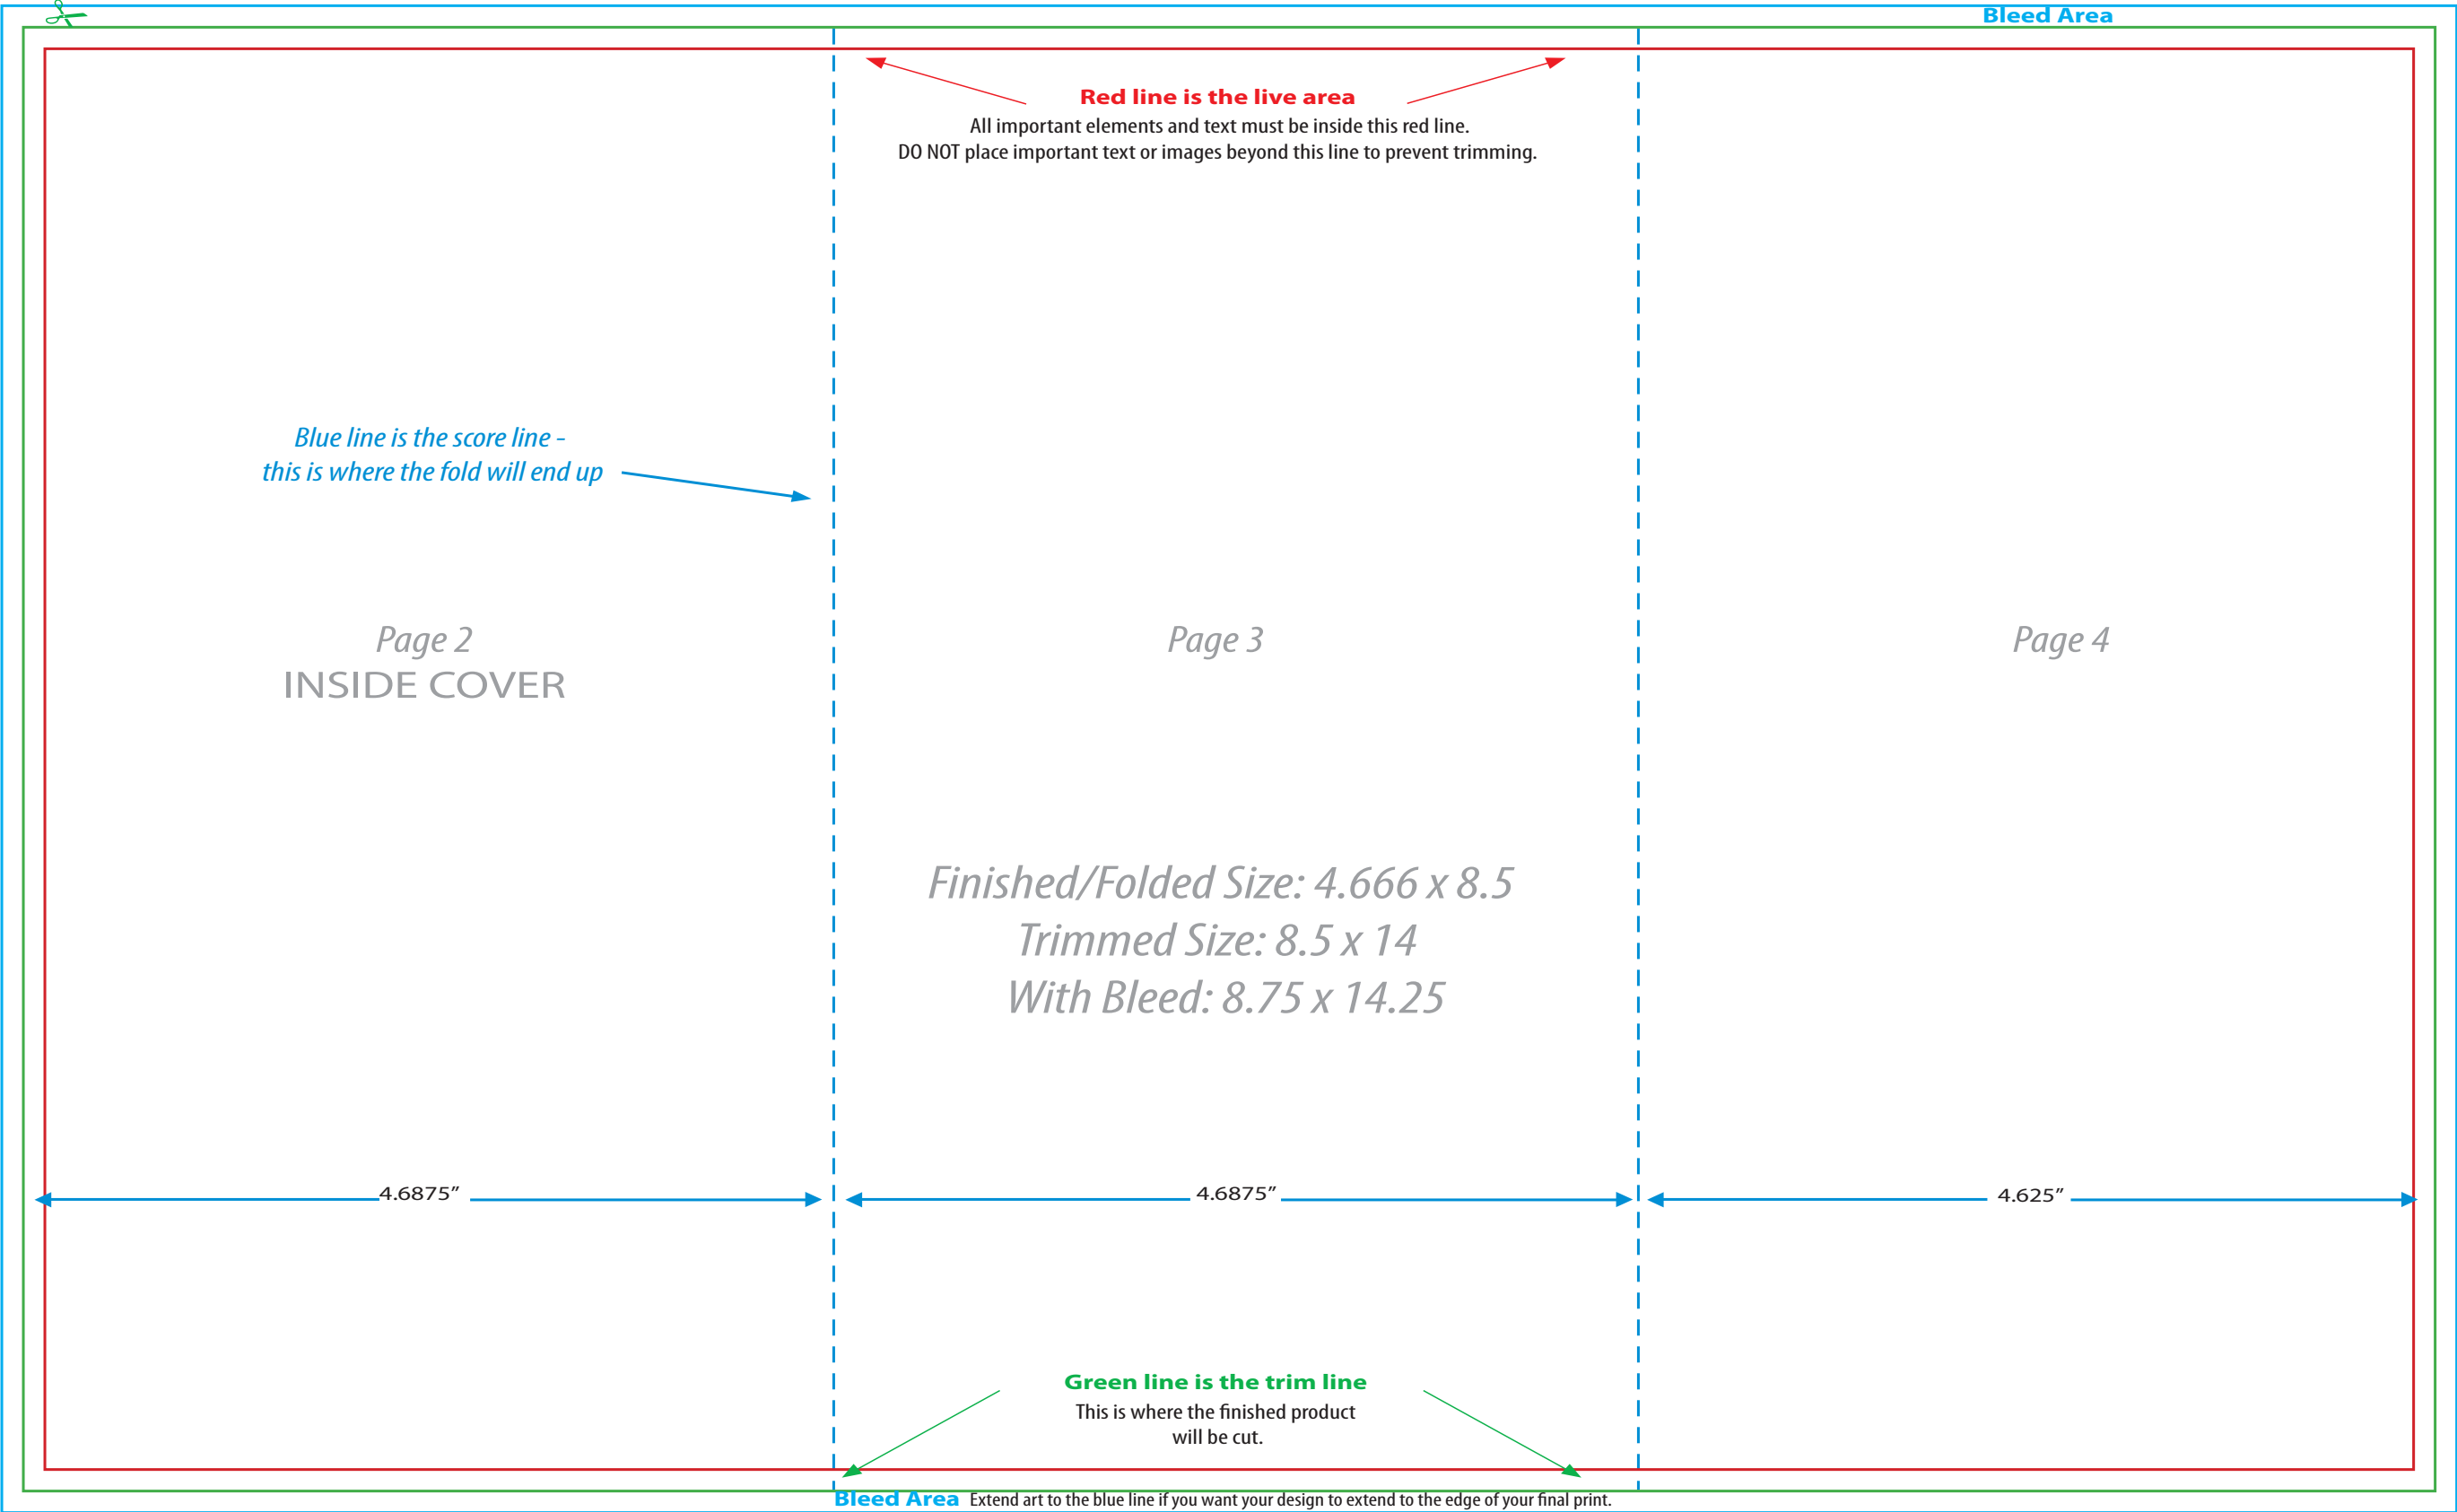 Bleed Area
Red line is the live area
All important elements and text must be inside this red line.
DO NOT place important text or images beyond this line to prevent trimming.
Blue line is the score line -
this is where the fold will end up
Page 2
INSIDE COVER
Page 3
Page 4
Finished/Folded Size: 4.666 x 8.5
Trimmed Size: 8.5 x 14
With Bleed: 8.75 x 14.25
4.6875”
4.6875”
4.625”
Green line is the trim line
This is where the finished product
will be cut.
Bleed Area Extend art to the blue line if you want your design to extend to the edge of your final print.